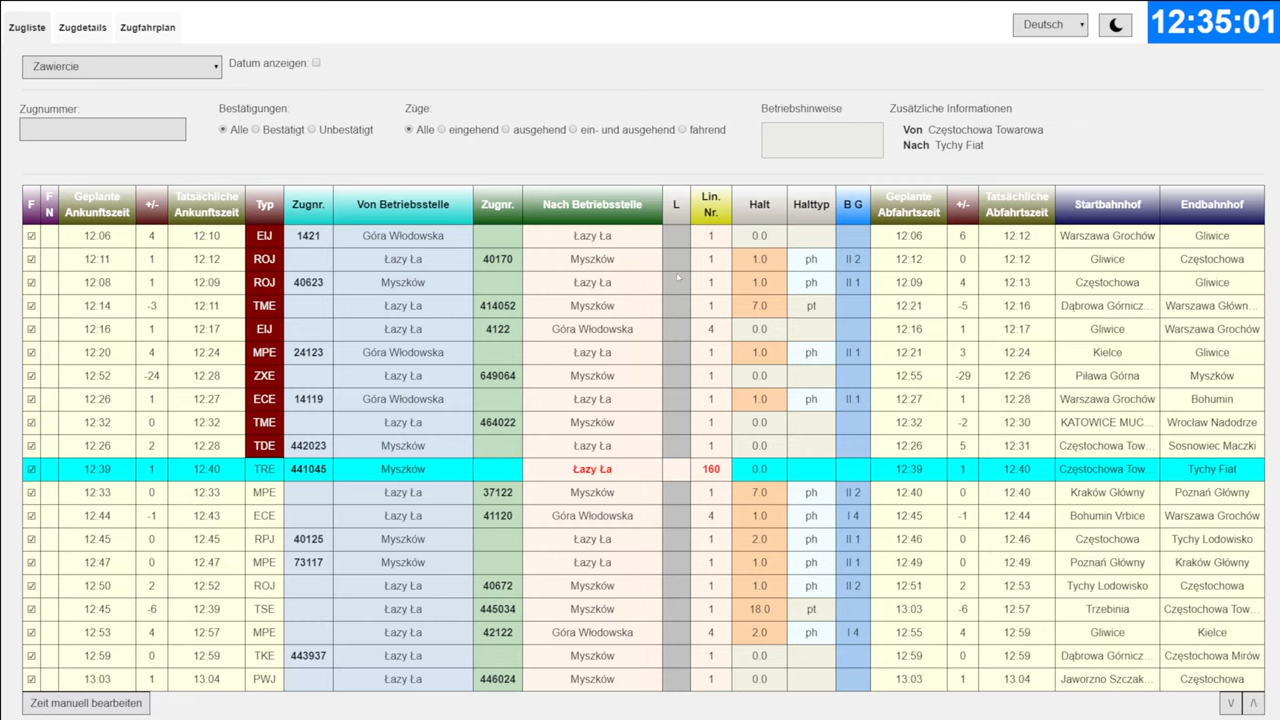 Zugliste Zugdetails Zugfahrplan Deutsch 12:35:01
Zawiercie Datum anzeigen:
Zugnummer: Bestätigungen: Züge: Betriebshinweise Zusätzliche Informationen
Alle Bestätigt Unbestätigt Alle eingehend ausgehend ein- und ausgehend fahrend Von Częstochowa Towarowa
Nach Tychy Fiat
F F N Geplante Ankunftszeit +/- Tatsächliche Ankunftszeit Typ Zugnr. Von Betriebsstelle Zugnr. Nach Betriebsstelle L Lin. Nr. Halt Halttyp B G Geplante Abfahrtszeit +/- Tatsächliche Abfahrtszeit Startbahnhof Endbahnhof
12:06 4 12:10 EIJ 1421 Góra Włodowska Łazy Ła 1 0.0 12:06 6 12:12 Warszawa Grochów Gliwice
12:11 1 12:12 ROJ Łazy Ła 40170 Myszków 1 1.0 ph II 2 12:12 0 12:12 Gliwice Częstochowa
12:08 1 12:09 ROJ 40623 Myszków Łazy Ła 1 1.0 ph II 1 12:09 4 12:13 Częstochowa Gliwice
12:14 -3 12:11 TME Łazy Ła 414052 Myszków 1 7.0 pt 12:21 -5 12:16 Dąbrowa Górnicz... Warszawa Główn...
12:16 1 12:17 EIJ Łazy Ła 4122 Góra Włodowska 4 0.0 12:16 1 12:17 Gliwice Warszawa Grochów
12:20 4 12:24 MPE 24123 Góra Włodowska Łazy Ła 1 1.0 ph II 1 12:21 3 12:24 Kielce Gliwice
12:52 -24 12:28 ZXE Łazy Ła 649064 Myszków 1 0.0 12:55 -29 12:26 Piława Górna Myszków
12:26 1 12:27 ECE 14119 Góra Włodowska Łazy Ła 1 1.0 ph II 1 12:27 1 12:28 Warszawa Grochów Bohumin
12:32 0 12:32 TME Łazy Ła 464022 Myszków 1 0.0 12:32 -2 12:30 KATOWICE MUC... Wrocław Nadodrze
12:26 2 12:28 TDE 442023 Myszków Łazy Ła 1 0.0 12:26 5 12:31 Częstochowa Tow... Sosnowiec Maczki
12:39 1 12:40 TRE 441045 Myszków Łazy Ła 160 0.0 12:39 1 12:40 Częstochowa Tow... Tychy Fiat
12:33 0 12:33 MPE Łazy Ła 37122 Myszków 1 7.0 ph II 2 12:40 0 12:40 Kraków Główny Poznań Główny
12:44 -1 12:43 ECE Łazy Ła 41120 Góra Włodowska 4 1.0 ph I 4 12:45 -1 12:44 Bohumin Vrbice Warszawa Grochów
12:45 0 12:45 RPJ 40125 Myszków Łazy Ła 1 2.0 ph II 1 12:46 0 12:46 Częstochowa Tychy Lodowisko
12:47 0 12:47 MPE 73117 Myszków Łazy Ła 1 1.0 ph II 1 12:49 0 12:49 Poznań Główny Kraków Główny
12:50 2 12:52 ROJ Łazy Ła 40672 Myszków 1 1.0 ph II 2 12:51 2 12:53 Tychy Lodowisko Częstochowa
12:45 -6 12:39 TSE Łazy Ła 445034 Myszków 1 18.0 pt 13:03 -6 12:57 Trzebinia Częstochowa Tow...
12:53 4 12:57 MPE Łazy Ła 42122 Góra Włodowska 4 2.0 ph I 4 12:55 4 12:59 Gliwice Kielce
12:59 0 12:59 TKE 443937 Łazy Ła Myszków 1 0.0 12:59 0 12:59 Dąbrowa Górnicz... Częstochowa Mirów
13:03 1 13:04 PWJ Łazy Ła 446024 Myszków 1 0.0 13:03 1 13:04 Jaworzno Szczak... Częstochowa
Zeit manuell bearbeiten